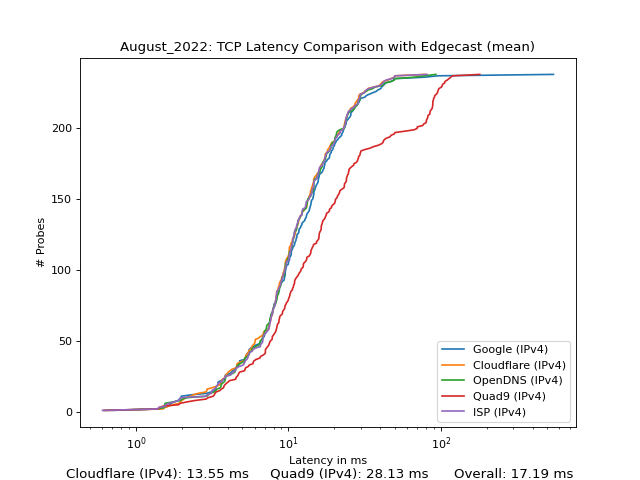 August_2022: TCP Latency Comparison with Edgecast (mean)
# Probes
200
150
100
50
0
Google (IPv4)
Cloudflare (IPv4)
OpenDNS (IPv4)
Quad9 (IPv4)
ISP (IPv4)
10⁰ 10¹ 10²
Latency in ms
Cloudflare (IPv4): 13.55 ms Quad9 (IPv4): 28.13 ms Overall: 17.19 ms